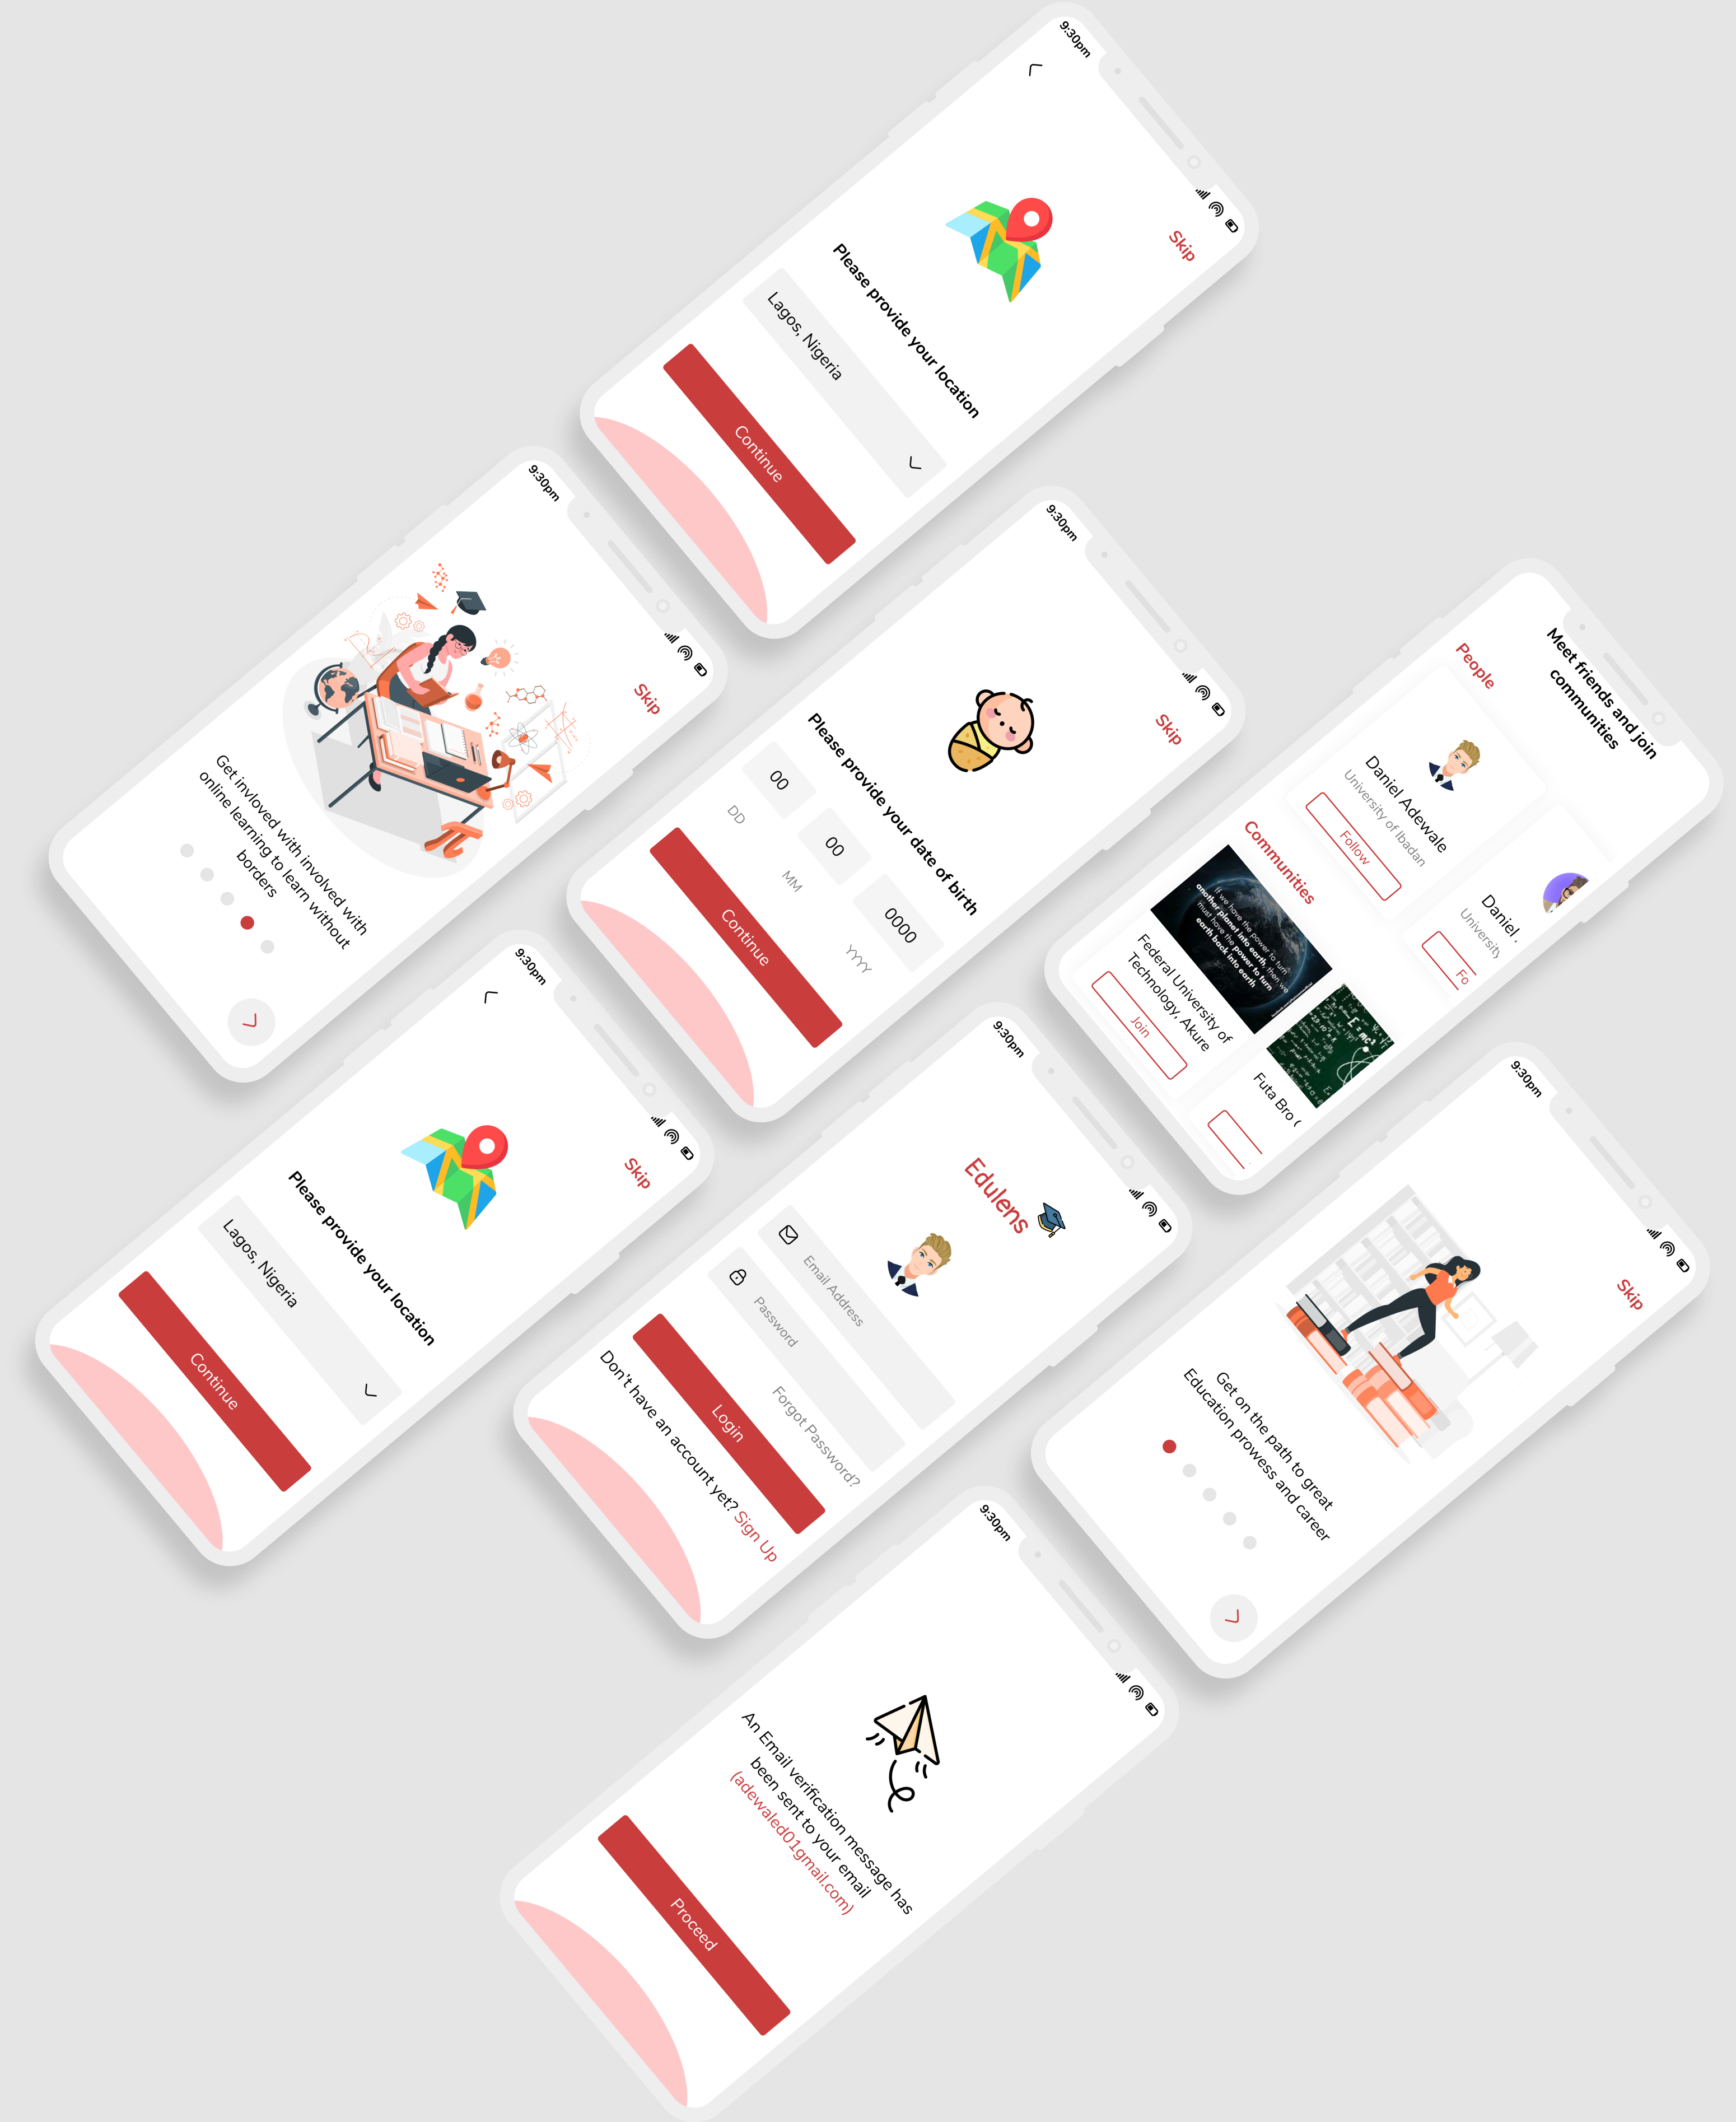 9:30pm
Skip
Please provide your location
Lagos, Nigeria
Continue
9:30pm
Skip
Get invloved with involved with
online learning to learn without
borders
9:30pm
Skip
Please provide your date of birth
00
00
0000
DD
MM
YYYY
Continue
Meet friends and join
communities
People
Daniel Adewale
University of Ibadan
Follow
Daniel .
University
Fo
Communities
If we have the power to turn
another planet into earth, then we
must have the power to turn
earth back into earth
Federal University of
Technology, Akure
Join
E = mc²
Futa Bro (
9:30pm
Skip
Please provide your location
Lagos, Nigeria
Continue
9:30pm
Edulens
Email Address
Password
Forgot Password?
Login
Don't have an account yet? Sign Up
9:30pm
Skip
Get on the path to great
Education prowess and career
9:30pm
An Email verification message has
been sent to your email
(adewaled01gmail.com)
Proceed